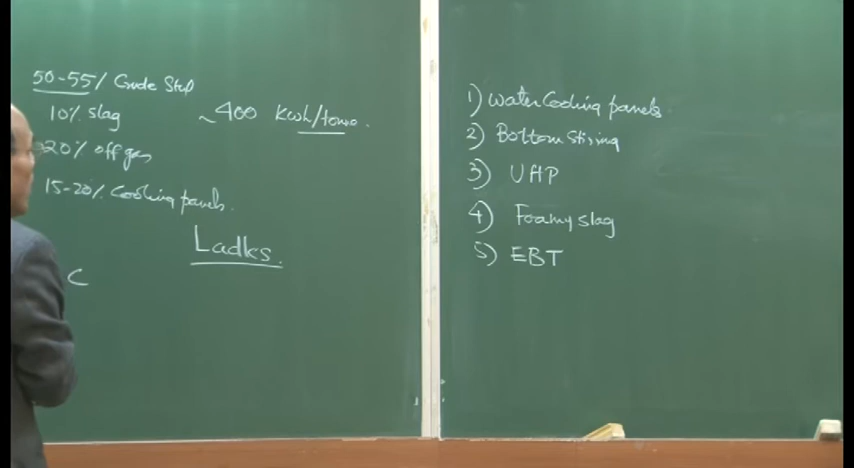 50-55% Crude Steel
10% slag
~400 kwh/tonne.
20% off gas
15-20% Cooling panels.
Ladles.
C
1) Water Cooling panels.
2) Bottom stirring
3) UHP
4) Foamy slag
5) EBT